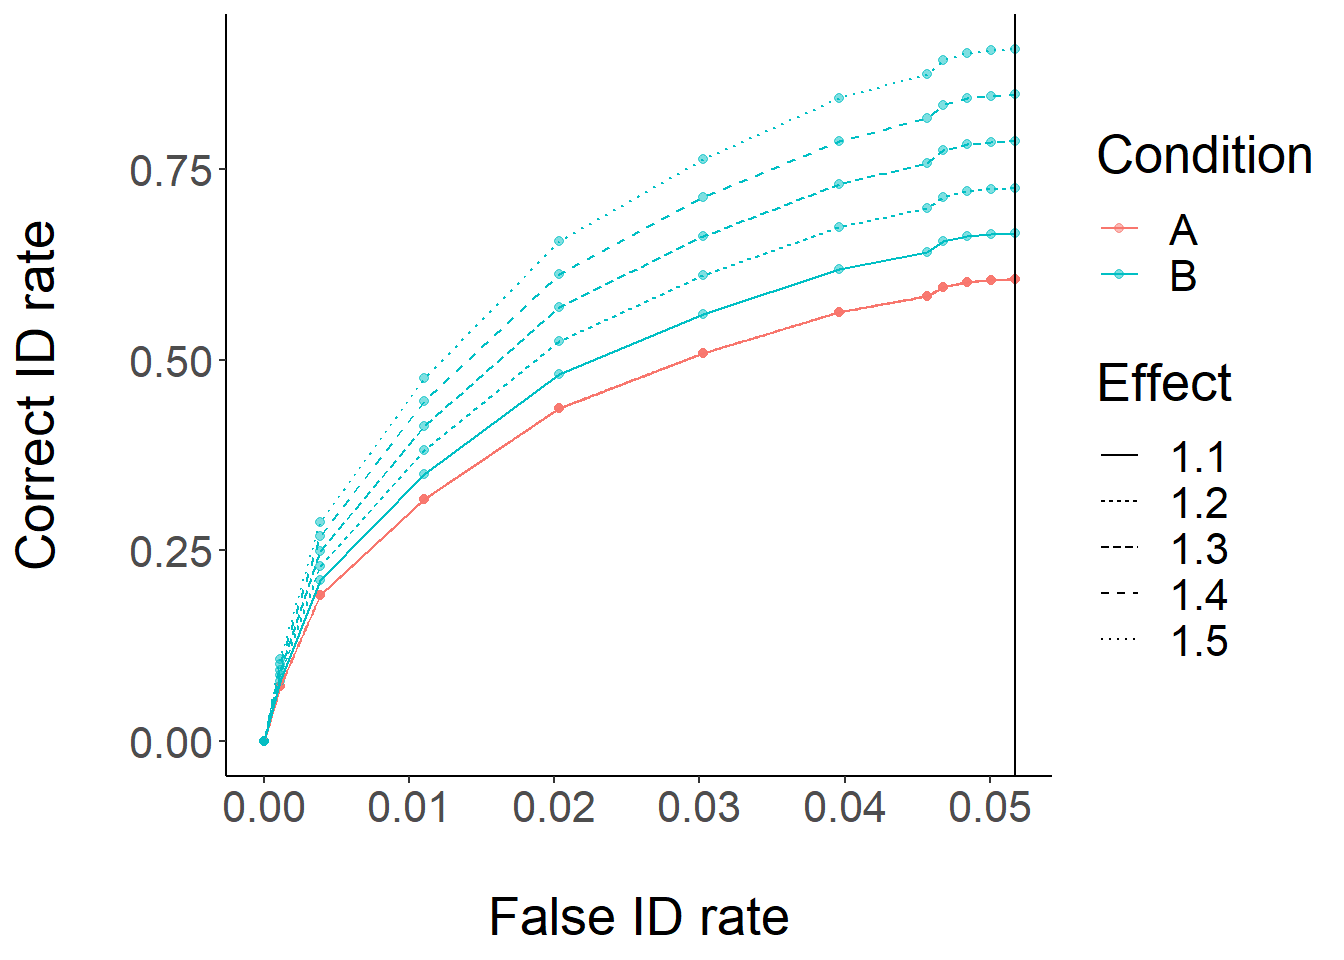 Correct ID rate
0.75
0.50
0.25
0.00
0.00 0.01 0.02 0.03 0.04 0.05
False ID rate
Condition
A
B
Effect
1.1
1.2
1.3
1.4
1.5